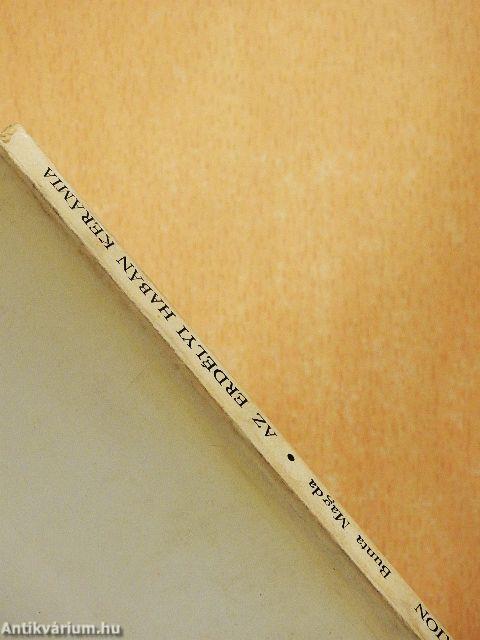 Bunta Magda • AZ ERDÉLYI HABÁN KERÁMIA
Antikvárium.hu